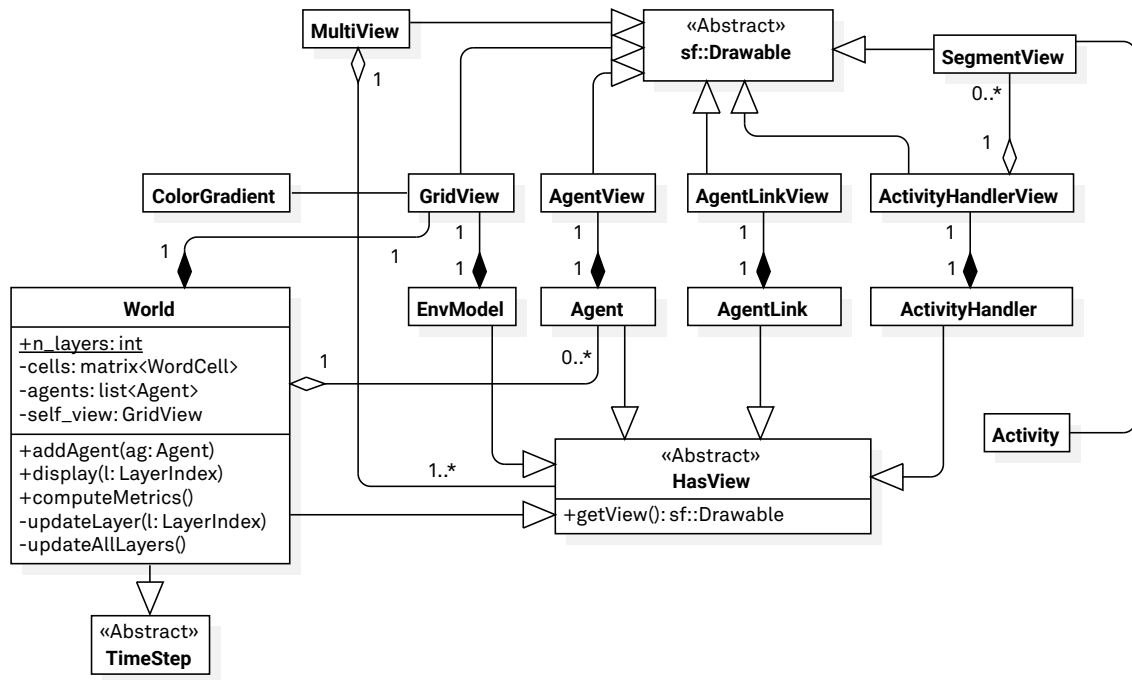 MultiView
«Abstract»
sf::Drawable
SegmentView
1
0..*
1
ColorGradient
GridView
AgentView
AgentLinkView
ActivityHandlerView
1
1
1
1
1
1
1
1
1
1
World
EnvModel
Agent
AgentLink
ActivityHandler
+n_layers: int
-cells: matrix<WordCell>
-agents: list<Agent>
-self_view: GridView
1
0..*
Activity
+addAgent(ag: Agent)
+display(l: LayerIndex)
+computeMetrics()
-updateLayer(l: LayerIndex)
-updateAllLayers()
1..*
«Abstract»
HasView
+getView(): sf::Drawable
«Abstract»
TimeStep